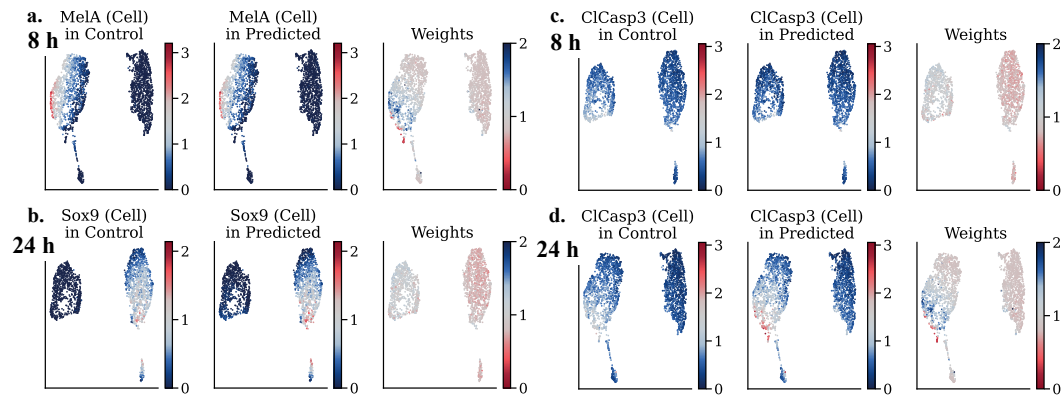 a.
8 h
MelA (Cell)
in Control
3
2
1
0
MelA (Cell)
in Predicted
3
2
1
0
Weights
2
1
0
c.
8 h
ClCasp3 (Cell)
in Control
3
2
1
0
ClCasp3 (Cell)
in Predicted
3
2
1
0
Weights
2
1
0
b.
24 h
Sox9 (Cell)
in Control
2
1
0
Sox9 (Cell)
in Predicted
2
1
0
Weights
2
1
0
d.
24 h
ClCasp3 (Cell)
in Control
3
2
1
0
ClCasp3 (Cell)
in Predicted
3
2
1
0
Weights
2
1
0